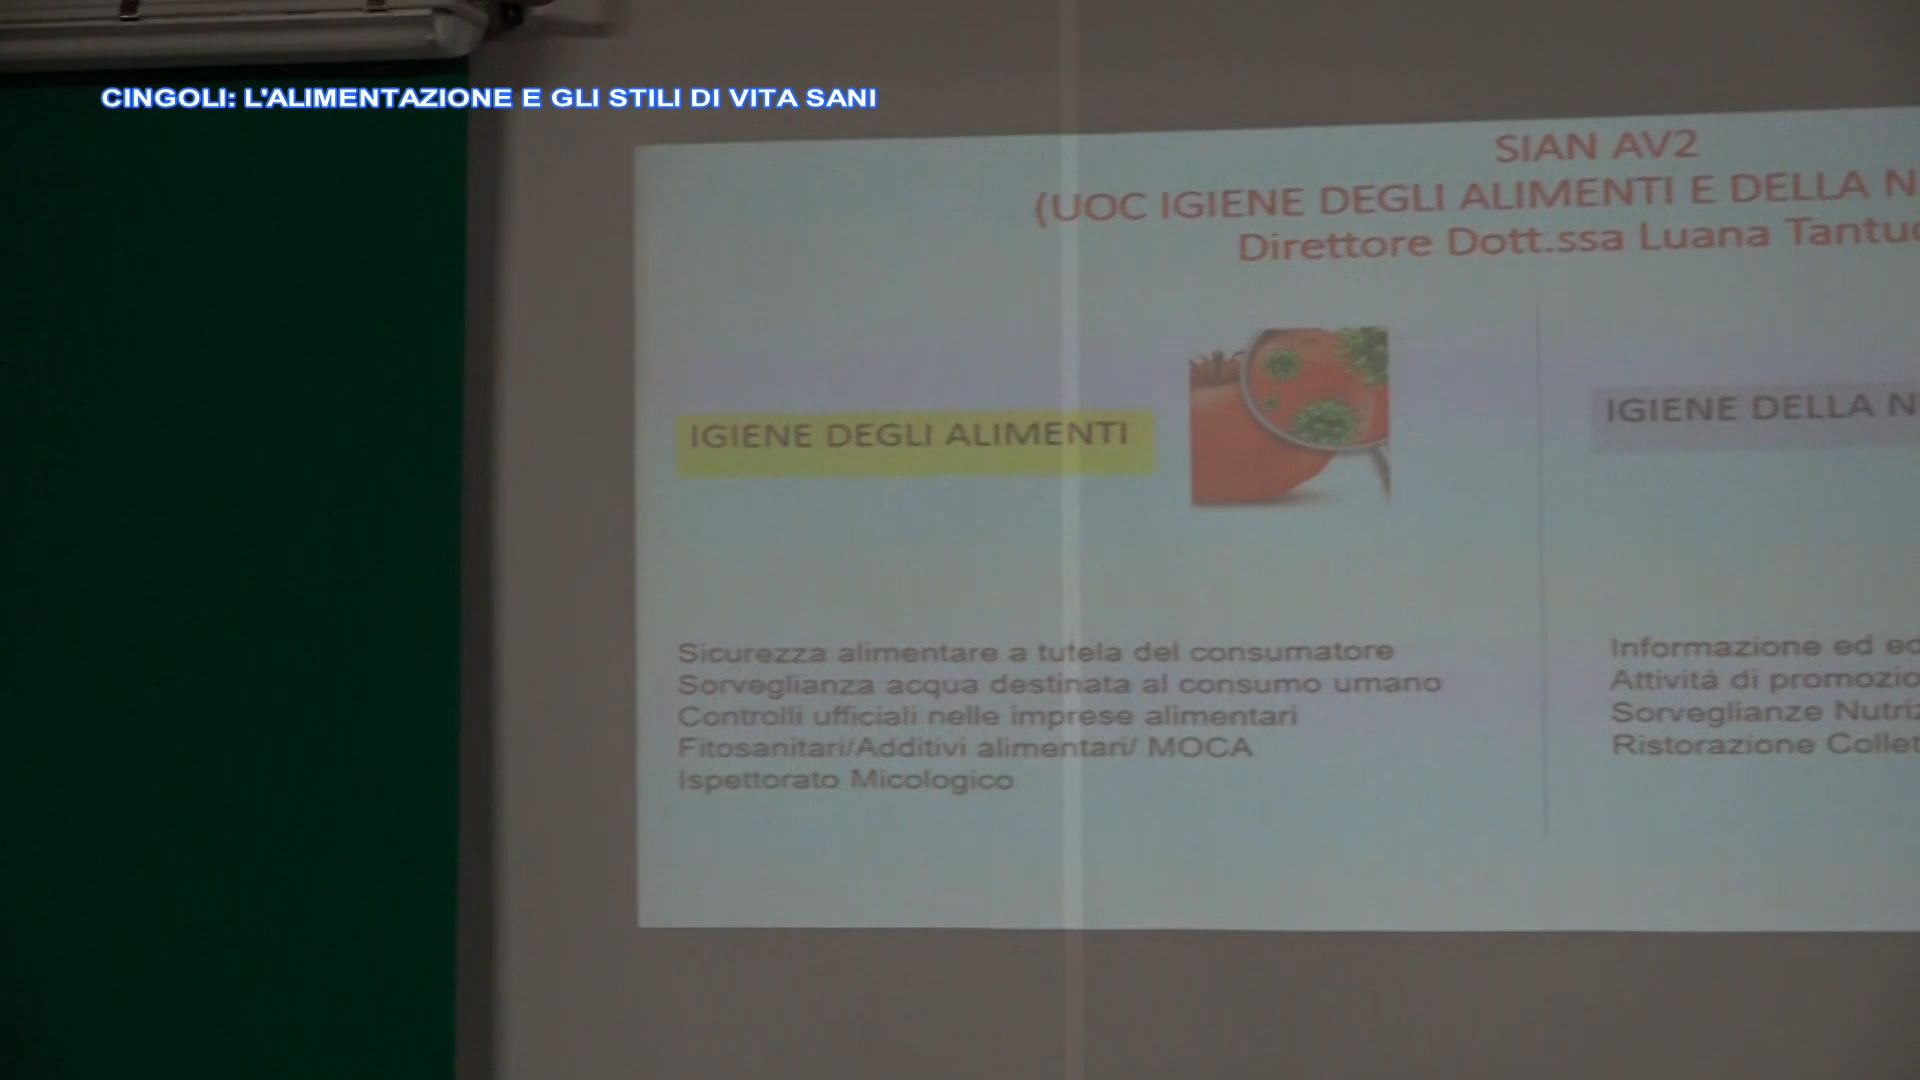 CINGOLI: L'ALIMENTAZIONE E GLI STILI DI VITA SANI
SIAN AV2
(UOC IGIENE DEGLI ALIMENTI E DELLA
Direttore Dott.ssa Luana
IGIENE DEGLI ALIMENTI
Sicurezza alimentare a tutela del consumatore
Sorveglianza acqua destinata al consumo umano
Controlli ufficiali nelle imprese alimentari
Fitosanitari/Additivi alimentari/ MOCA
Ispettorato Micologico
IGIENE DELLA
Informazione ed
Attività di
Sorveglianze
Ristorazione